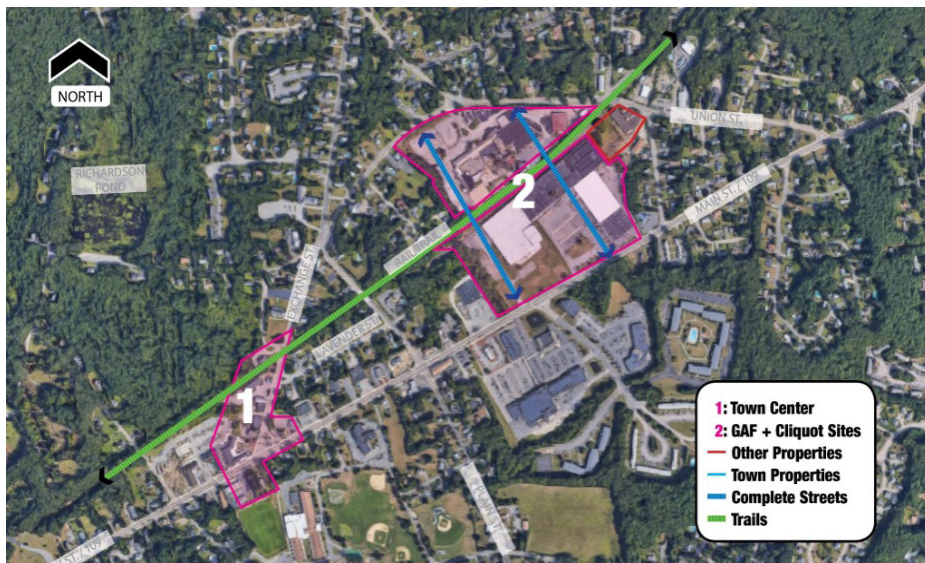 NORTH
UNION ST.
RICHARDSON
POND
MAIN ST. / 109
2
RAIL TRAIL
EXCHANGE ST.
LAVENDER ST.
1
PLAIN ST.
N ST. / 109
1: Town Center
2: GAF + Cliquot Sites
Other Properties
Town Properties
Complete Streets
Trails